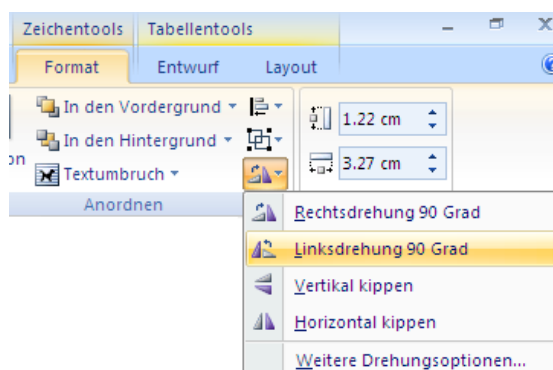 Zeichentools Tabellentools
Format Entwurf Layout
In den Vordergrund
In den Hintergrund
on
Textumbruch
Anordnen
1.22 cm
3.27 cm
Rechtsdrehung 90 Grad
Linksdrehung 90 Grad
Vertikal kippen
Horizontal kippen
Weitere Drehungsoptionen...